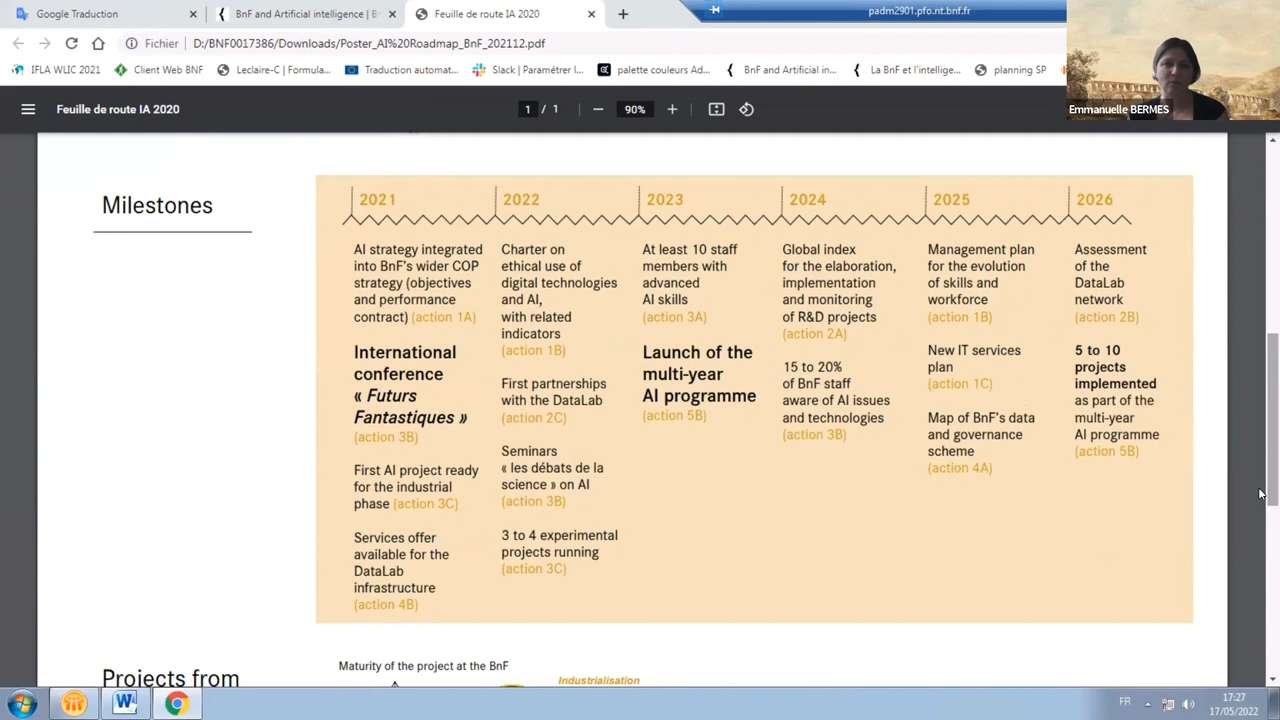 Google Traduction
BnF and Artificial intelligence | B
Feuille de route IA 2020
padm2901.pfo.nt.bnf.fr
Fichier
D:/BNF0017386/Downloads/Poster_AI%20Roadmap_BnF_202112.pdf
IFLA WLIC 2021
Client Web BNF
Leclaire-C | Formula...
Traduction automat...
Slack | Paramétrer l...
palette couleurs Ad...
BnF and Artificial in...
La BnF et l'intellige...
planning SP
Emmanuelle BERMES
Feuille de route IA 2020
1 / 1
90%
Milestones
2021
AI strategy integrated
into BnF's wider COP
strategy (objectives
and performance
contract) (action 1A)
International
conference
« Futurs
Fantastiques »
(action 3B)
First AI project ready
for the industrial
phase (action 3C)
Services offer
available for the
DataLab
infrastructure
(action 4B)
2022
Charter on
ethical use of
digital technologies
and AI,
with related
indicators
(action 1B)
First partnerships
with the DataLab
(action 2C)
Seminars
« les débats de la
science » on AI
(action 3B)
3 to 4 experimental
projects running
(action 3C)
2023
At least 10 staff
members with
advanced
AI skills
(action 3A)
Launch of the
multi-year
AI programme
(action 5B)
2024
Global index
for the elaboration,
implementation
and monitoring
of R&D projects
(action 2A)
15 to 20%
of BnF staff
aware of AI issues
and technologies
(action 3B)
2025
Management plan
for the evolution
of skills and
workforce
(action 1B)
New IT services
plan
(action 1C)
Map of BnF's data
and governance
scheme
(action 4A)
2026
Assessment
of the
DataLab
network
(action 2B)
5 to 10
projects
implemented
as part of the
multi-year
AI programme
(action 5B)
Projects from
Maturity of the project at the BnF
Industrialisation
FR
17:27
17/05/2022